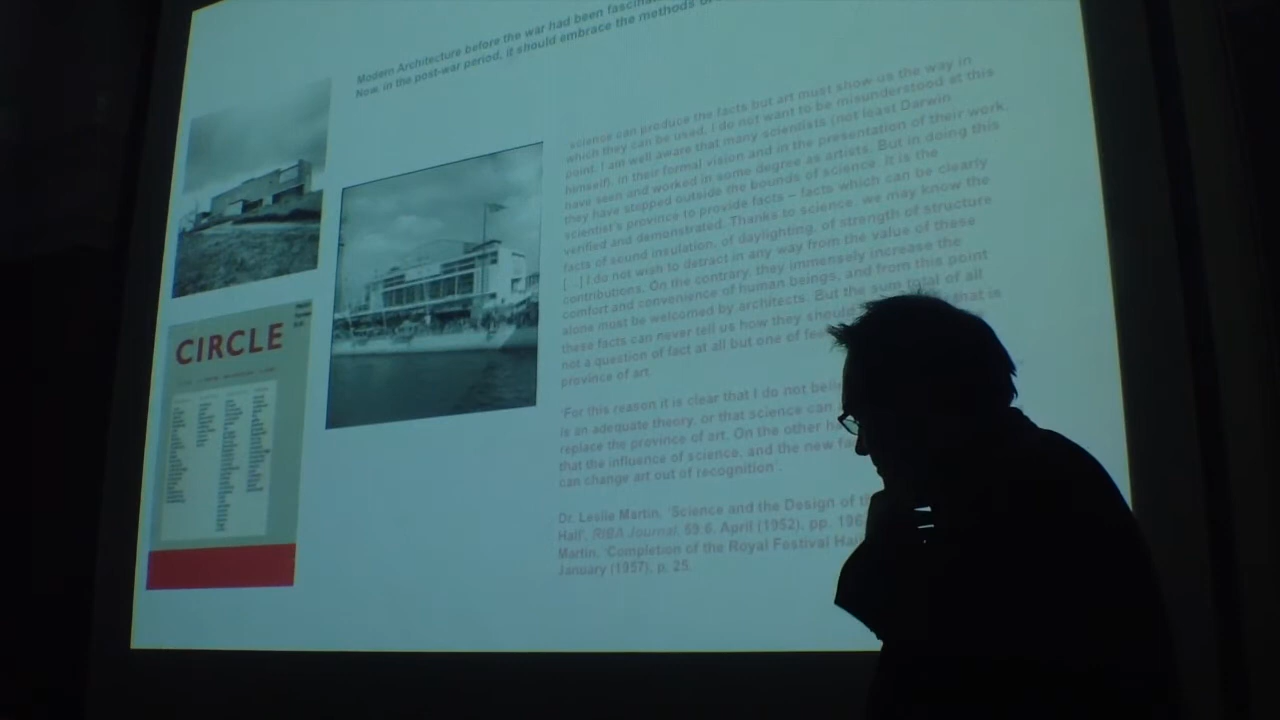 Modern Architecture before the war had been
Now, in the post-war period, it should embrace the methods
science can produce the facts but art must show us the way in
which they can be used. I do not want to be misunderstood at this
point. I am well aware that many scientists (not least Darwin
himself), in their formal vision and in the presentation of their work,
have seen and worked in some degree as artists. But in doing this
they have stepped outside the bounds of science. It is the
scientist's province to provide facts – facts which can be clearly
verified and demonstrated. Thanks to science, we may know the
facts of sound insulation, of daylighting, of strength of structure
[...] I do not wish to detract in any way from the value of these
contributions. On the contrary, they immensely increase the
comfort and convenience of human beings, and from this point
alone must be welcomed by architects. But the sum total of all
these facts can never tell us how they should that is
not a question of fact at all but one of
province of art.
'For this reason it is clear that I do not
is an adequate theory, or that science can
replace the province of art. On the other
that the influence of science, and the new
can change art out of recognition'.
Dr. Leslie Martin, 'Science and the Design of
Hall', RIBA Journal, 59:6, April (1952), pp. 196
Martin, 'Completion of the Royal Festival
January (1957), p. 25.
CIRCLE